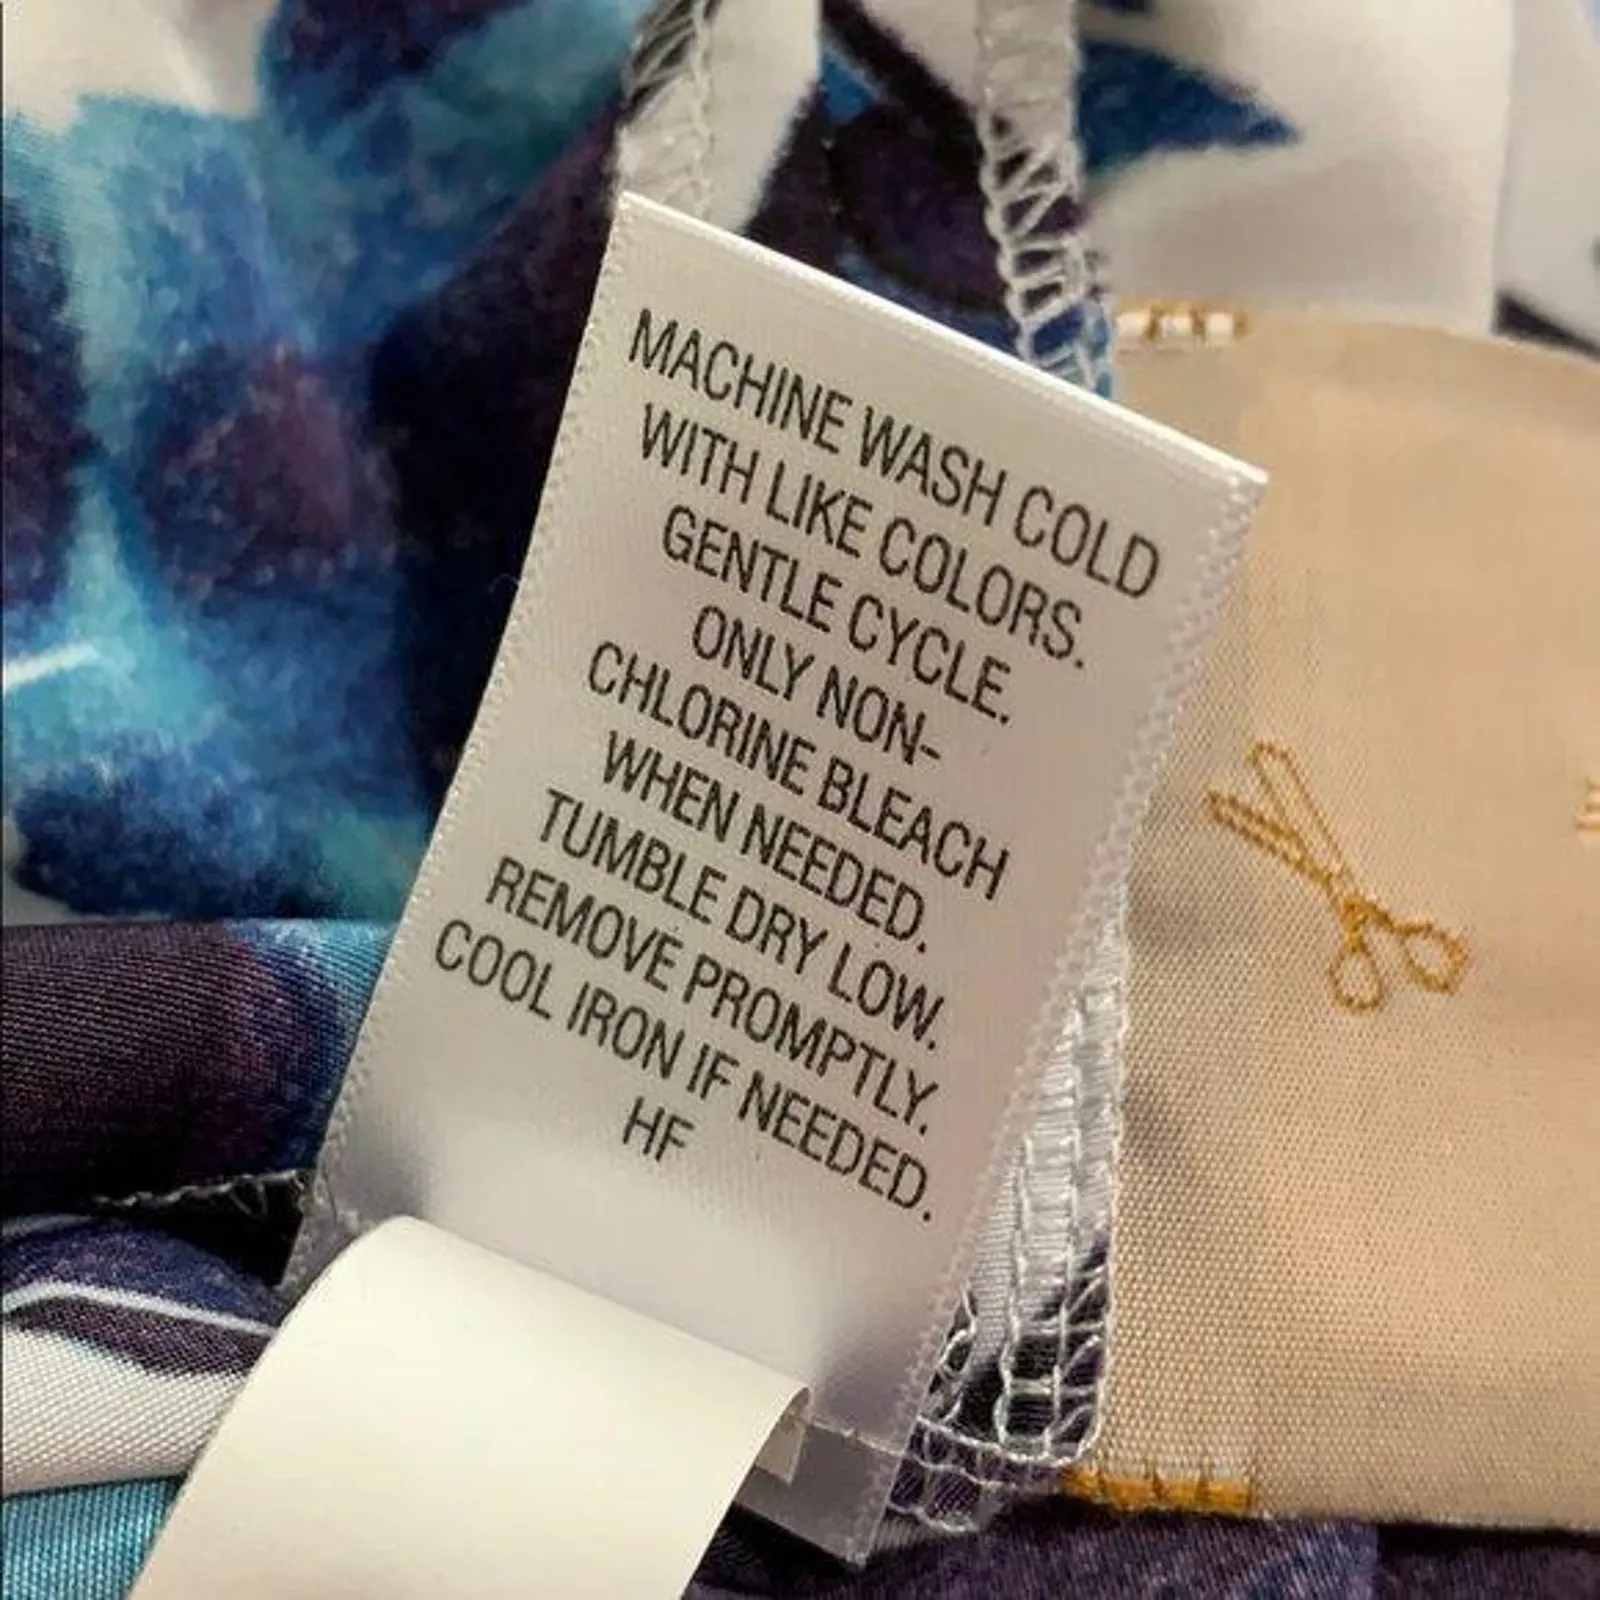 MACHINE WASH COLD
WITH LIKE COLORS.
GENTLE CYCLE.
ONLY NON-
CHLORINE BLEACH
WHEN NEEDED.
TUMBLE DRY LOW.
REMOVE PROMPTLY.
COOL IRON IF NEEDED.
HF